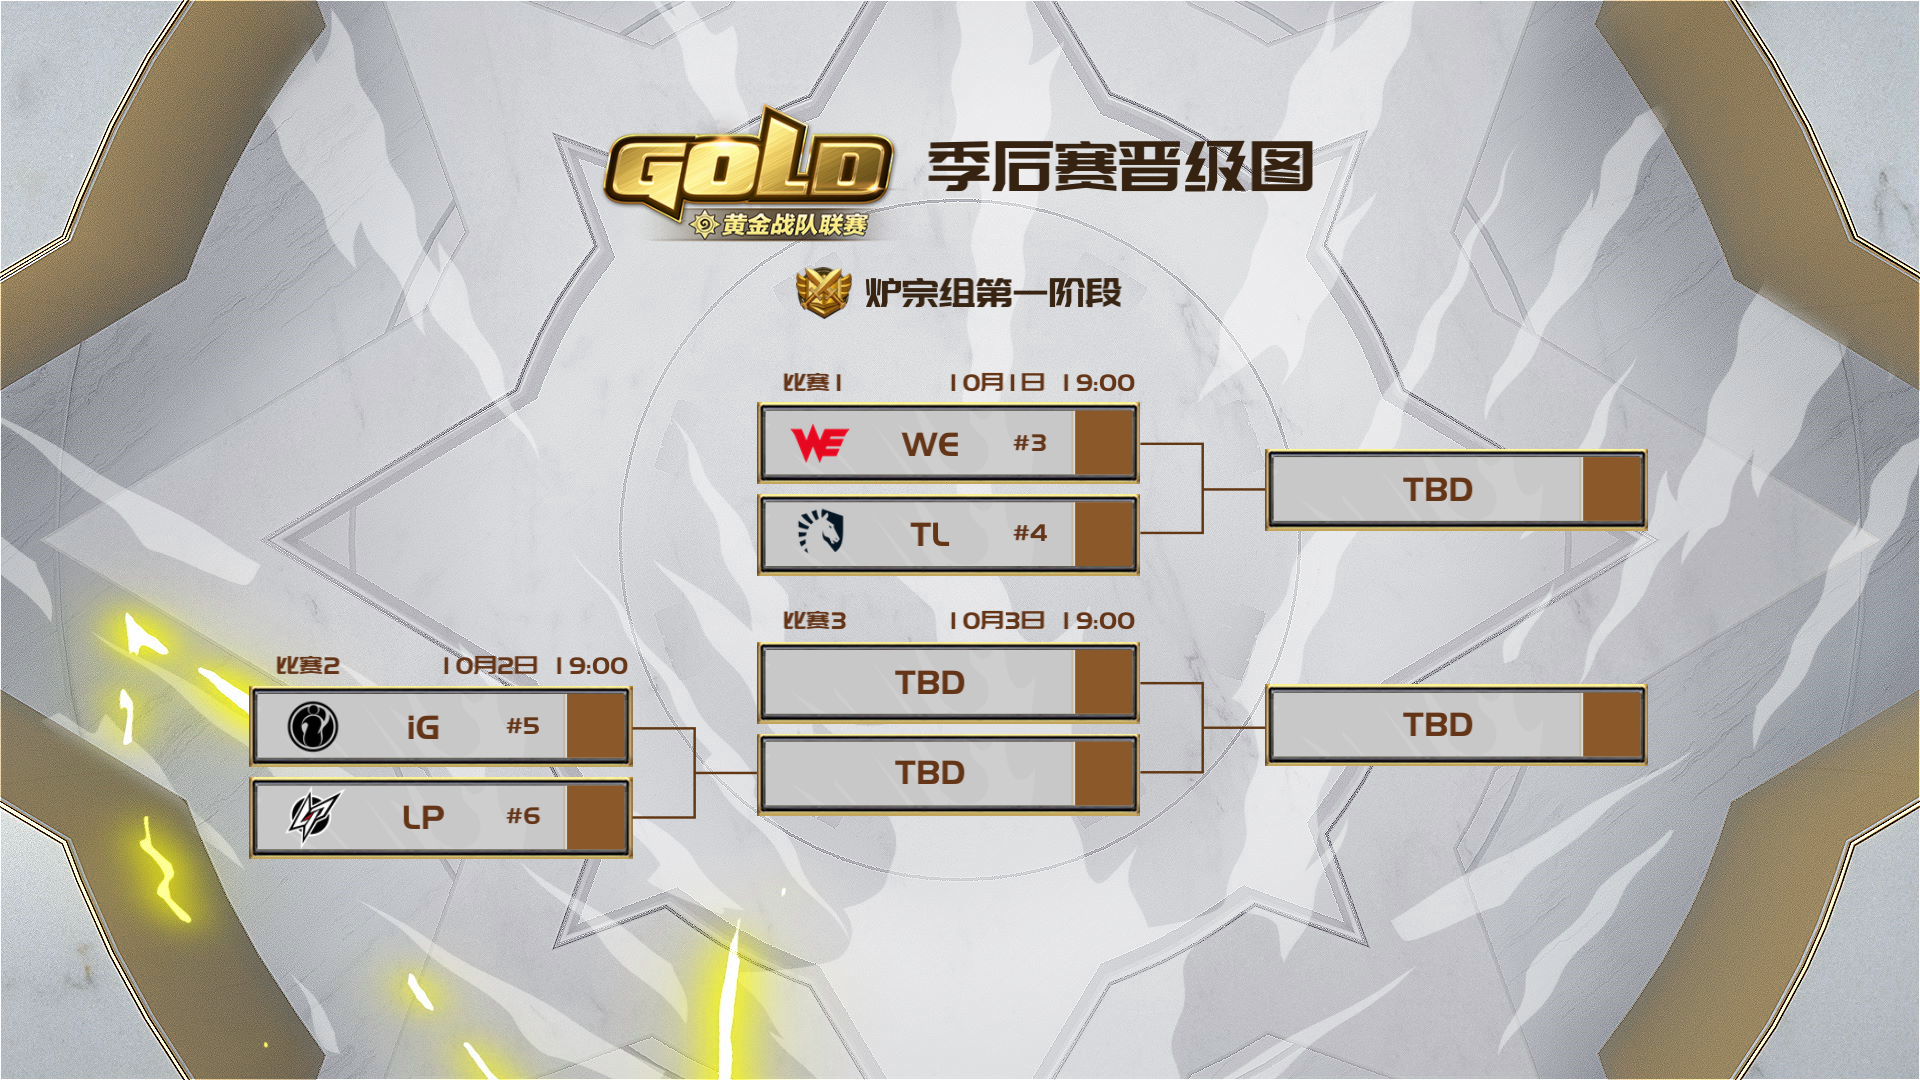 GOLD 季后赛晋级图
黄金战队联赛
炉宗组第一阶段
比赛1 10月1日 19:00
WE WE #3
TL #4
TBD
比赛3 10月3日 19:00
TBD
TBD
TBD
比赛2 10月2日 19:00
iG #5
LP LP #6